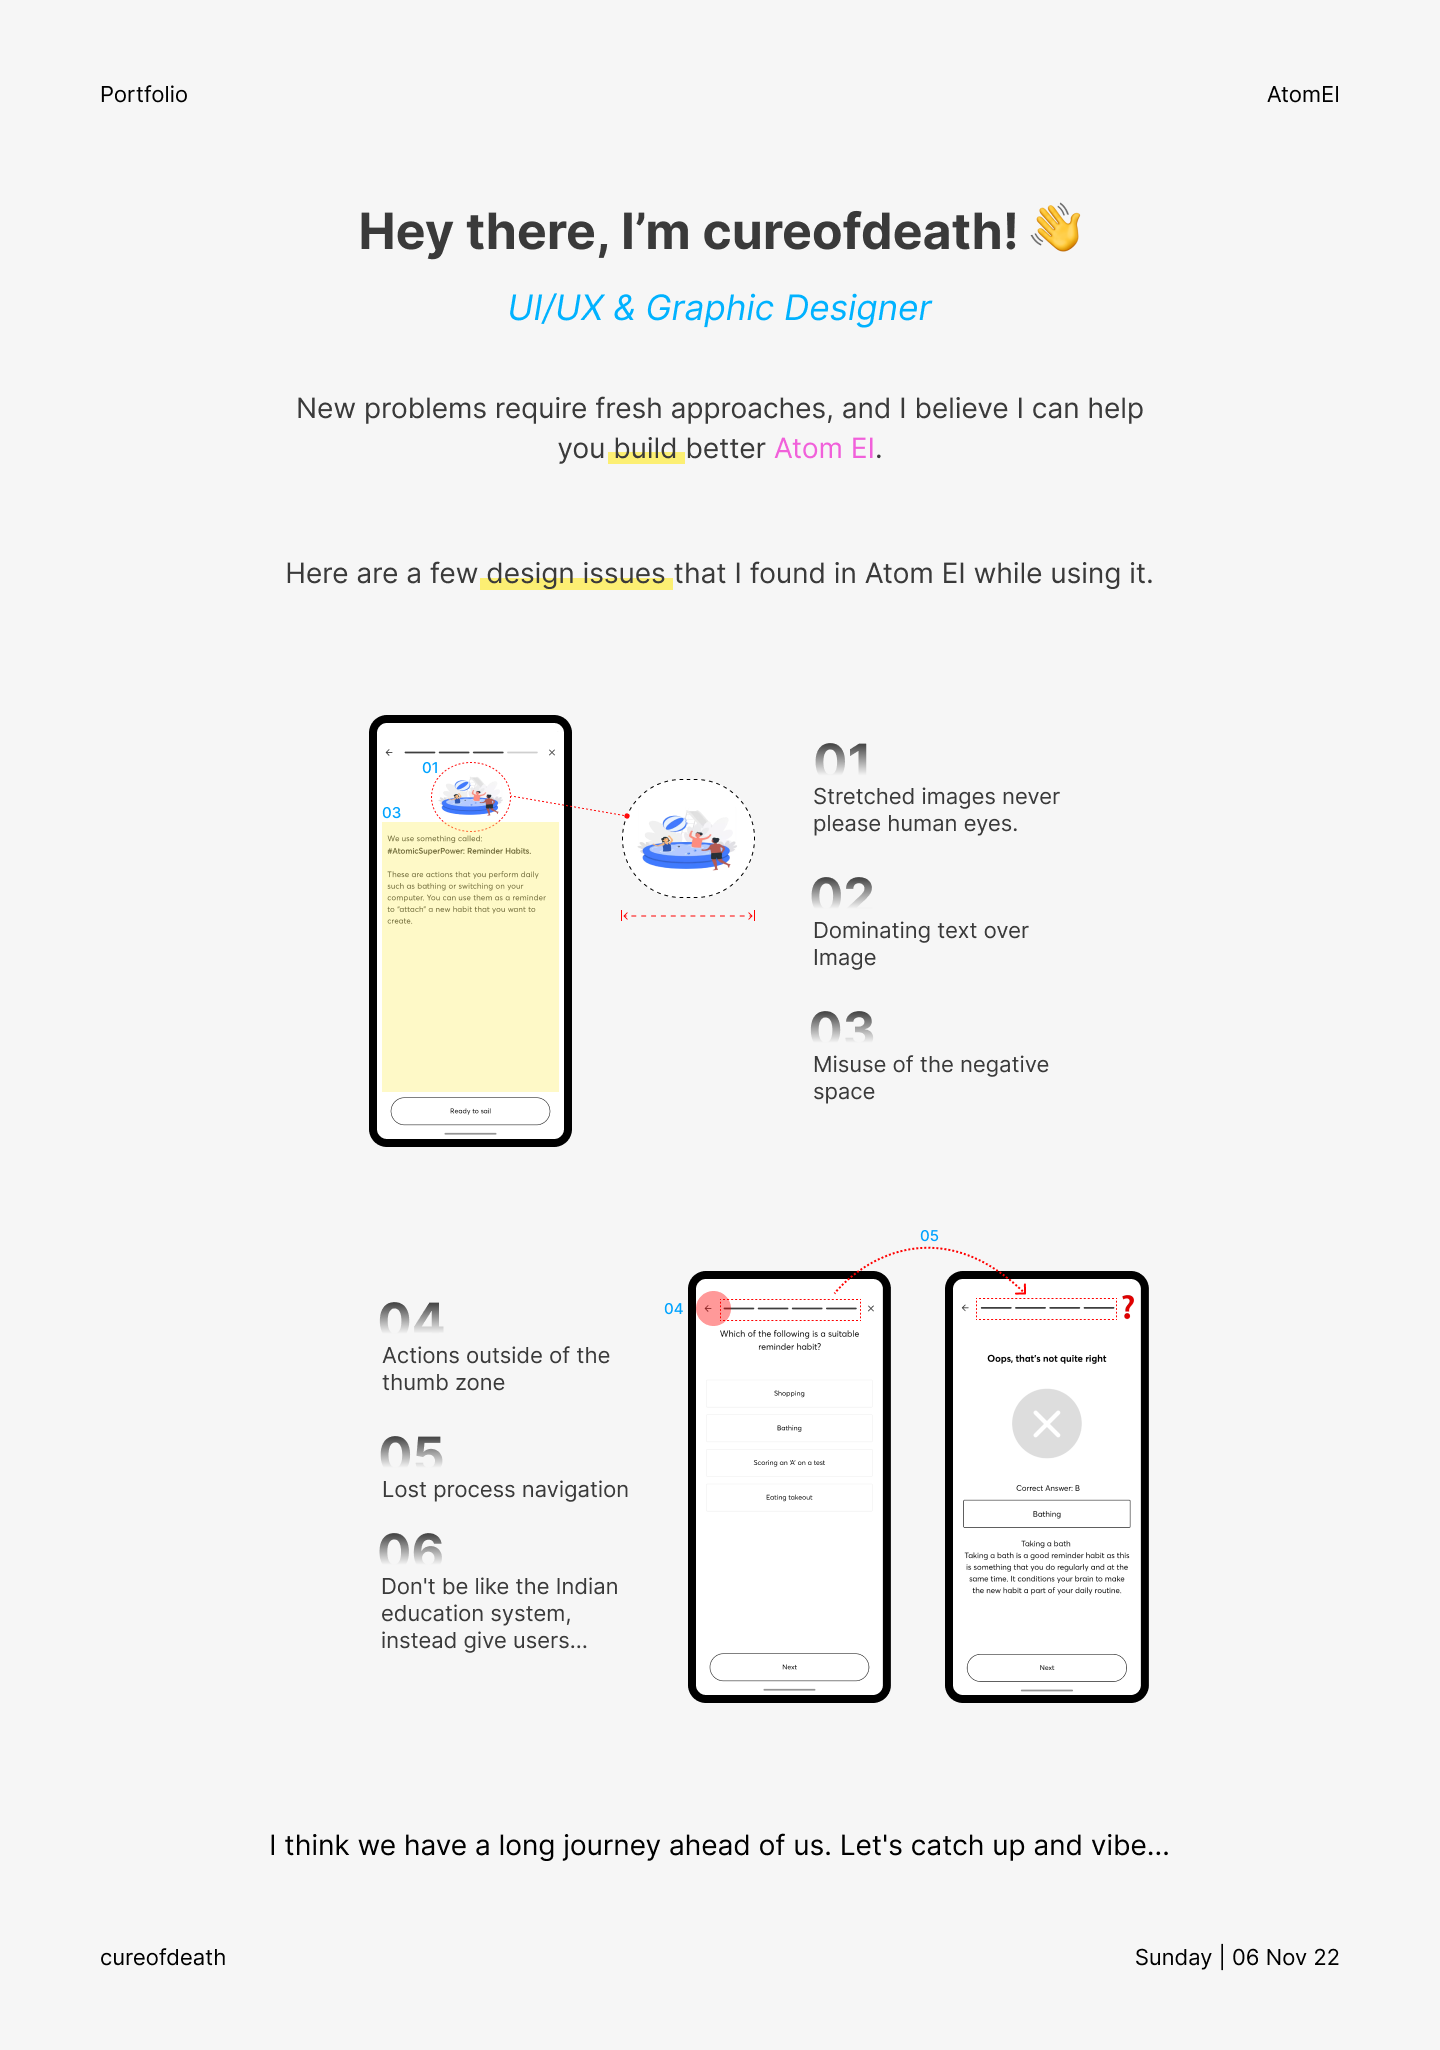 Portfolio
AtomEI
Hey there, I’m cureofdeath! 👋
UI/UX & Graphic Designer
New problems require fresh approaches, and I believe I can help
you build better Atom EI.
Here are a few design issues that I found in Atom EI while using it.
01
03
We use something called:
#AtomicSuperPower: Reminder Habits.
These are actions that you perform daily
such as bathing or switching on your
computer. You can use them as a reminder
to “attach” a new habit that you want to
create.
Ready to sail
01
Stretched images never
please human eyes.
02
Dominating text over
Image
03
Misuse of the negative
space
04
Actions outside of the
thumb zone
05
Lost process navigation
06
Don't be like the Indian
education system,
instead give users...
05
04
Which of the following is a suitable
reminder habit?
Shopping
Bathing
Scoring an ‘A’ on a test
Eating takeout
Next
?
Oops, that’s not quite right
Correct Answer: B
Bathing
Taking a bath
Taking a bath is a good reminder habit as this
is something that you do regularly and at the
same time. It conditions your brain to make
the new habit a part of your daily routine.
Next
I think we have a long journey ahead of us. Let's catch up and vibe...
cureofdeath
Sunday | 06 Nov 22